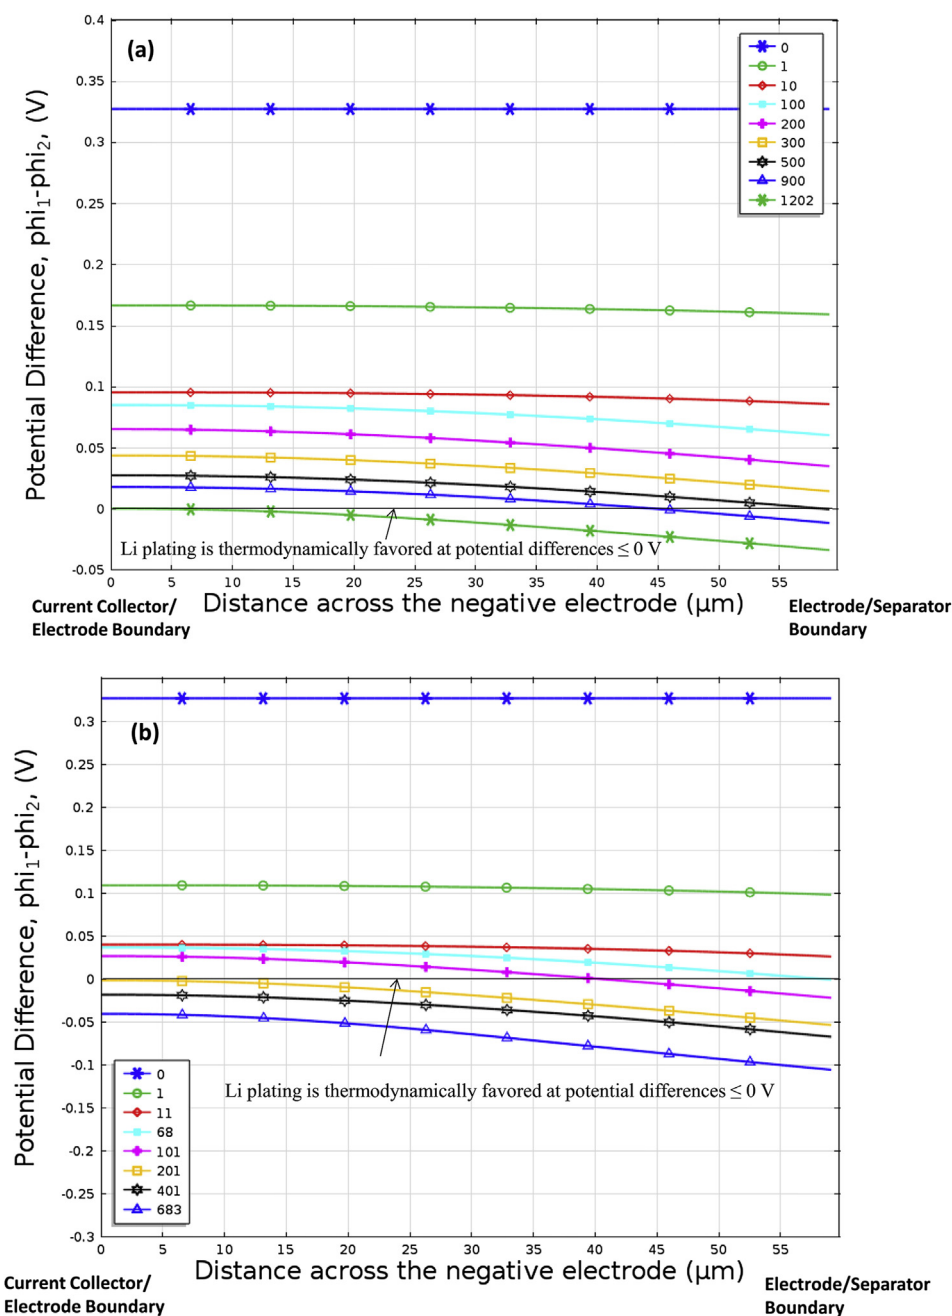 (a)
0.4
0.35
0.3
0.25
0.2
0.15
0.1
0.05
0
-0.05
Potential Difference, phi₁-phi₂, (V)
0
1
10
100
200
300
500
900
1202
Li plating is thermodynamically favored at potential differences ≤ 0 V
0 5 10 15 20 25 30 35 40 45 50 55
Current Collector/
Electrode Boundary
Distance across the negative electrode (μm)
Electrode/Separator
Boundary
(b)
0.3
0.25
0.2
0.15
0.1
0.05
0
-0.05
-0.1
-0.15
-0.2
-0.25
-0.3
Potential Difference, phi₁-phi₂, (V)
Li plating is thermodynamically favored at potential differences ≤ 0 V
0
1
11
68
101
201
401
683
0 5 10 15 20 25 30 35 40 45 50 55
Current Collector/
Electrode Boundary
Distance across the negative electrode (μm)
Electrode/Separator
Boundary